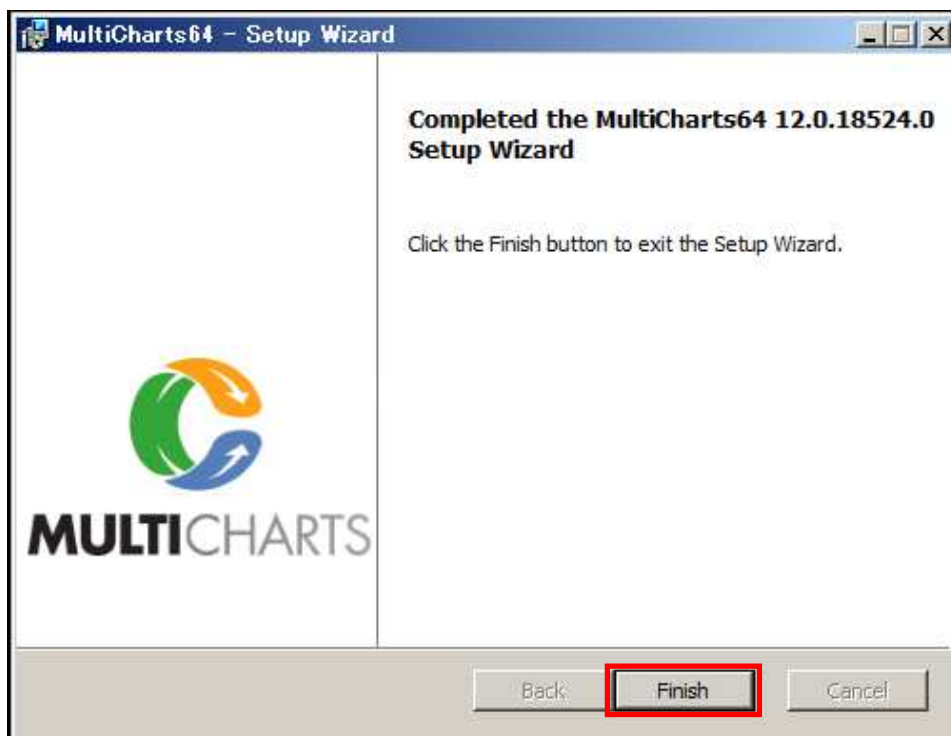 MultiCharts64 - Setup Wizard
Completed the MultiCharts64 12.0.18524.0
Setup Wizard
Click the Finish button to exit the Setup Wizard.
MULTICHARTS
Back Finish Cancel